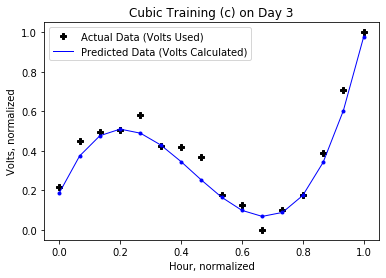 Cubic Training (c) on Day 3
Actual Data (Volts Used)
Predicted Data (Volts Calculated)
Volts, normalized
1.0
0.8
0.6
0.4
0.2
0.0
0.0 0.2 0.4 0.6 0.8 1.0
Hour, normalized